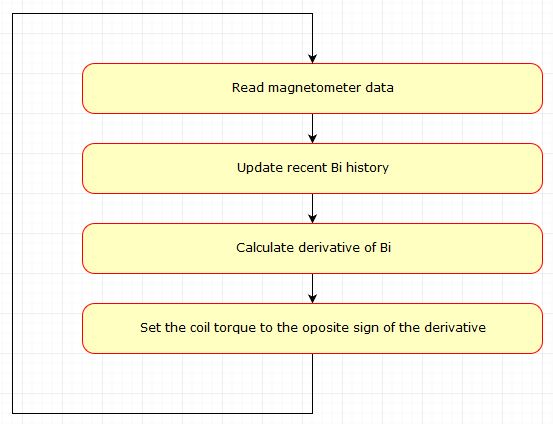 Read magnetometer data
Update recent Bi history
Calculate derivative of Bi
Set the coil torque to the oposite sign of the derivative